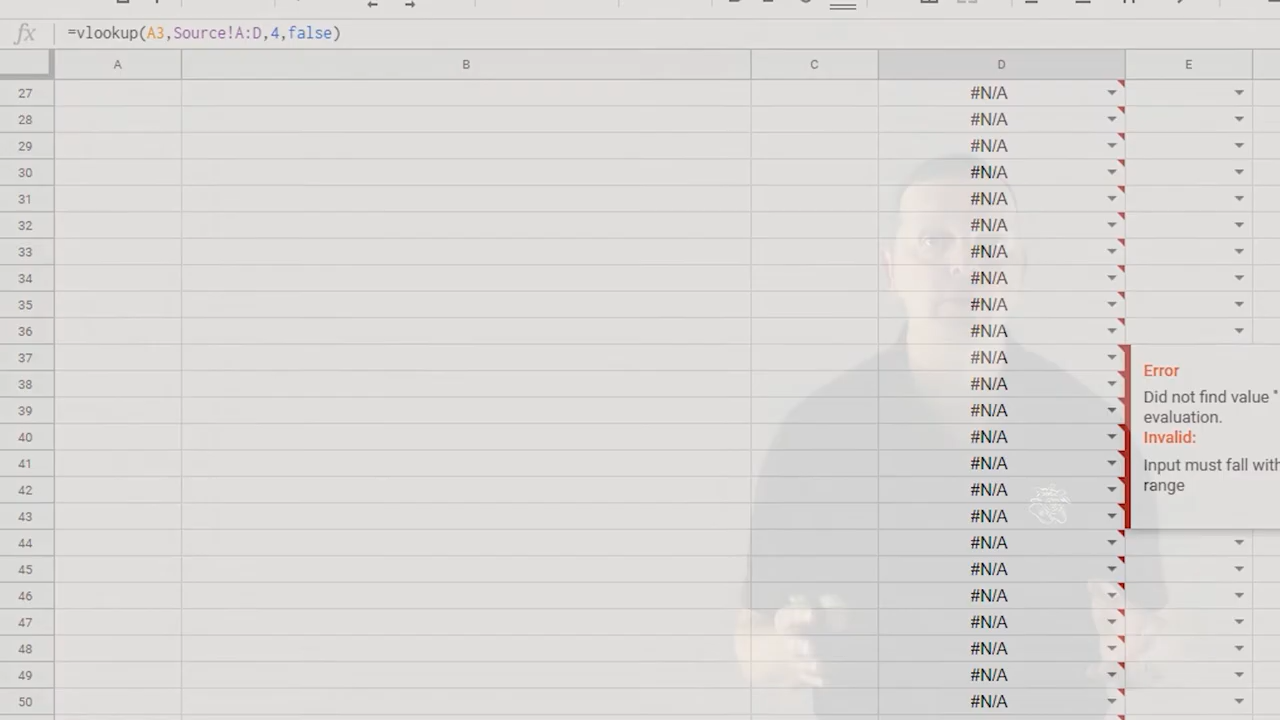 fx =vlookup(A3,Source!A:D,4,false)
A B C D E
27 #N/A
28 #N/A
29 #N/A
30 #N/A
31 #N/A
32 #N/A
33 #N/A
34 #N/A
35 #N/A
36 #N/A
37 #N/A
Error
38 #N/A
Did not find value '
39 #N/A
evaluation.
40 #N/A
Invalid:
41 #N/A
Input must fall with
42 #N/A
range
43 #N/A
44 #N/A
45 #N/A
46 #N/A
47 #N/A
48 #N/A
49 #N/A
50 #N/A